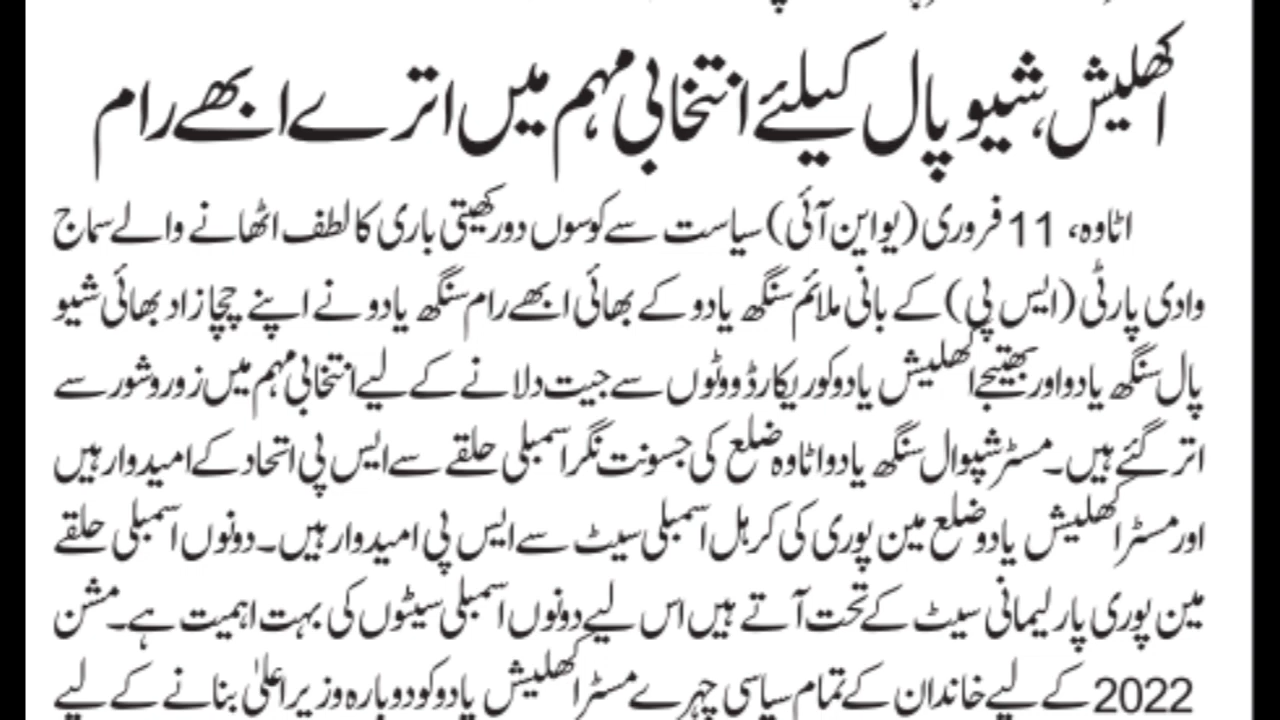 اکھلیش، شیو پال کیلئے انتخابی مہم میں اترے ابھے رام
اٹاوہ، 11 فروری (یو این آئی) سیاست سے کوسوں دور کھیتی باری کا لطف اٹھانے والے سماج
وادی پارٹی (ایس پی) کے بانی ملائم سنگھ یادو کے بھائی ابھے رام سنگھ یادو نے اپنے چچا زاد بھائی شیو
پال سنگھ یادو اور بھتیجے اکھلیش یادو کو ریکارڈ ووٹوں سے جیت دلانے کے لیے انتخابی مہم میں زور و شور سے
اتر گئے ہیں۔ مسٹر شپوال سنگھ یادو اٹاوہ ضلع کی جسونت نگر اسمبلی حلقے سے ایس پی اتحاد کے امیدوار ہیں
اور مسٹر اکھلیش یادو ضلع مین پوری کی کرہل اسمبلی سیٹ سے ایس پی امیدوار ہیں۔ دونوں اسمبلی حلقے
مین پوری پارلیمانی سیٹ کے تحت آتے ہیں اس لیے دونوں اسمبلی سیٹوں کی بہت اہمیت ہے۔ مشن
2022 کے لیے خاندان کے تمام سیاسی چہرے مسٹر اکھلیش یادو کو دوبارہ وزیر اعلیٰ بنانے کے لیے